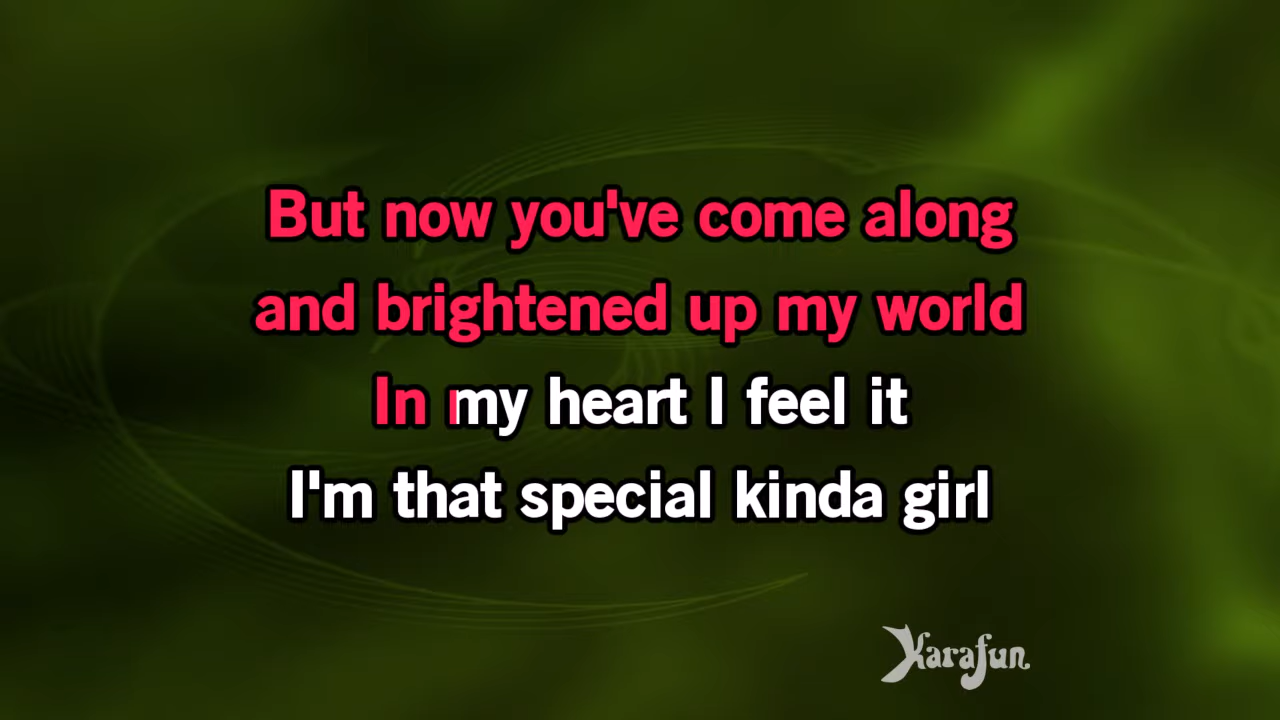 But now you've come along
and brightened up my world
In my heart I feel it
I'm that special kinda girl
Karafun